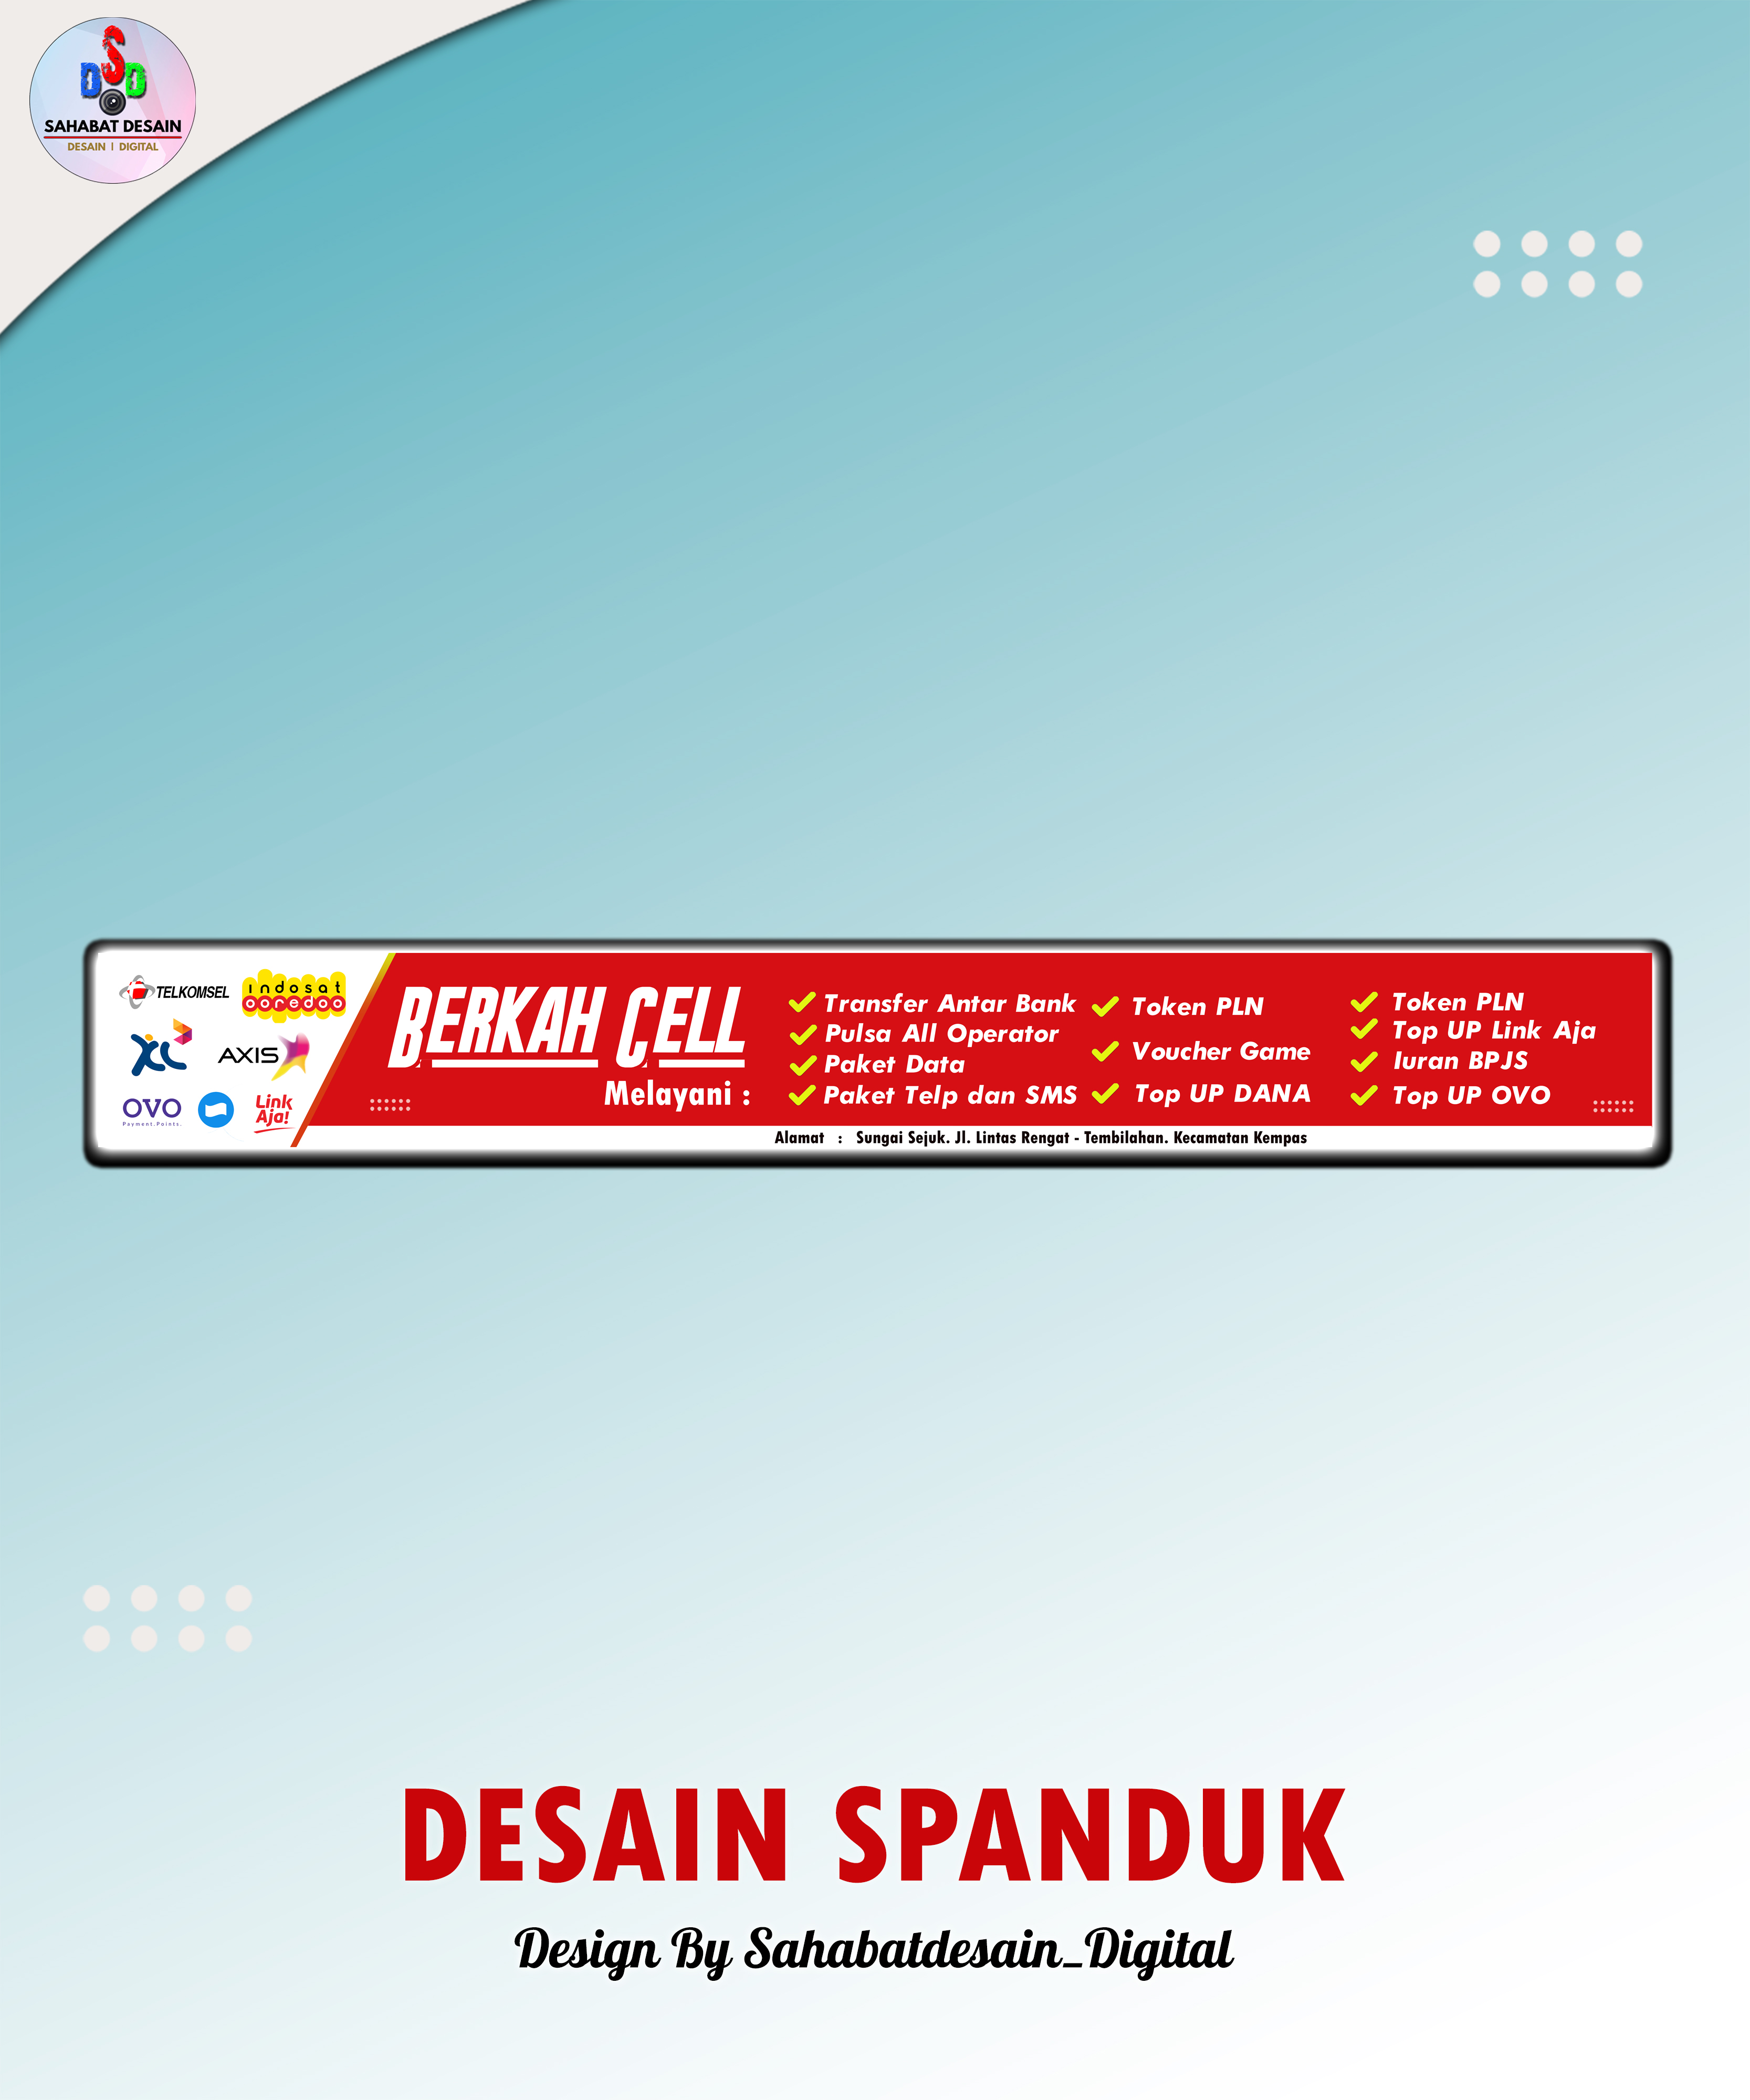 DSD
SAHABAT DESAIN
DESAIN | DIGITAL
TELKOMSEL
indosat
ooredoo
XL
AXIS
OVO
Payment.Points.
Link
Aja!
BERKAH CELL
Melayani :
Transfer Antar Bank
Pulsa All Operator
Paket Data
Paket Telp dan SMS
Token PLN
Voucher Game
Top UP DANA
Token PLN
Top UP Link Aja
Iuran BPJS
Top UP OVO
Alamat : Sungai Sejuk. Jl. Lintas Rengat - Tembilahan. Kecamatan Kempas
DESAIN SPANDUK
Design By Sahabatdesain_Digital